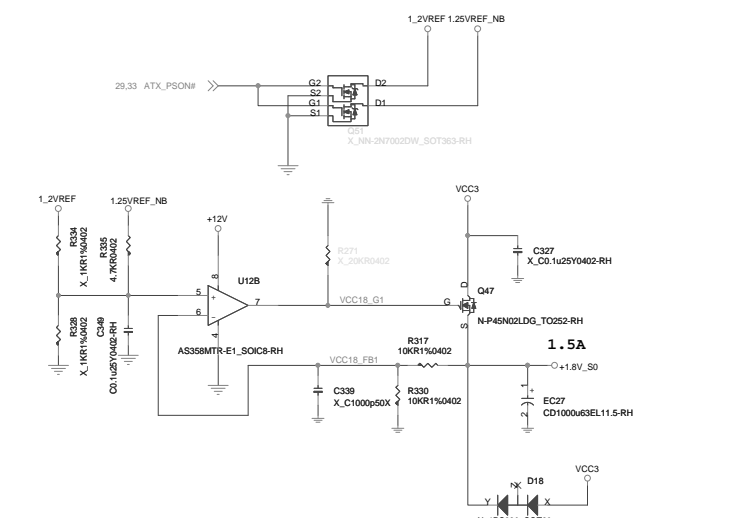 1_2VREF 1.25VREF_NB
29,33 ATX_PSON#
G2
S2
G1
S1
D2
D1
Q51
X_NN-2N7002DW_SOT363-RH
1_2VREF
1.25VREF_NB
+12V
VCC3
R334
X_1KR1%0402
R335
4.7KR0402
R271
X_20KR0402
C327
X_C0.1u25Y0402-RH
8
U12B
5
+
6
-
7
4
VCC18_G1
G
D
S
Q47
N-P45N02LDG_TO252-RH
R328
X_1KR1%0402
C349
C0.1u25Y0402-RH
AS358MTR-E1_SOIC8-RH
VCC18_FB1
R317
10KR1%0402
1.5A
+1.8V_S0
C339
X_C1000p50X
R330
10KR1%0402
1
+
2
EC27
CD1000u63EL11.5-RH
VCC3
D18
Y
Z
X